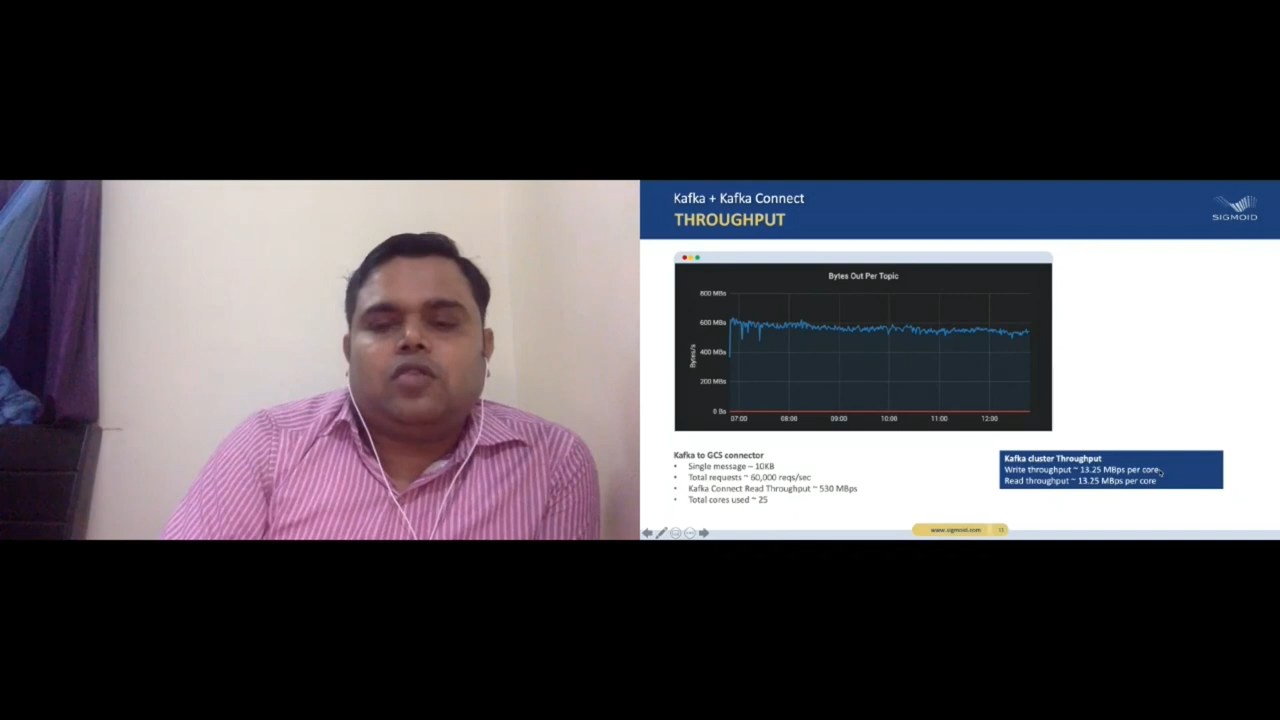 Kafka + Kafka Connect
THROUGHPUT
SIGMOID
Bytes Out Per Topic
800 MBs
600 MBs
400 MBs
200 MBs
0 Bs
Bytes/s
07:00 08:00 09:00 10:00 11:00 12:00
Kafka to GCS connector
• Single message – 10KB
• Total requests ~ 60,000 reqs/sec
• Kafka Connect Read Throughput ~ 530 MBps
• Total cores used ~ 25
Kafka cluster Throughput
Write throughput ~ 13.25 MBps per core
Read throughput ~ 13.25 MBps per core
www.sigmoid.com